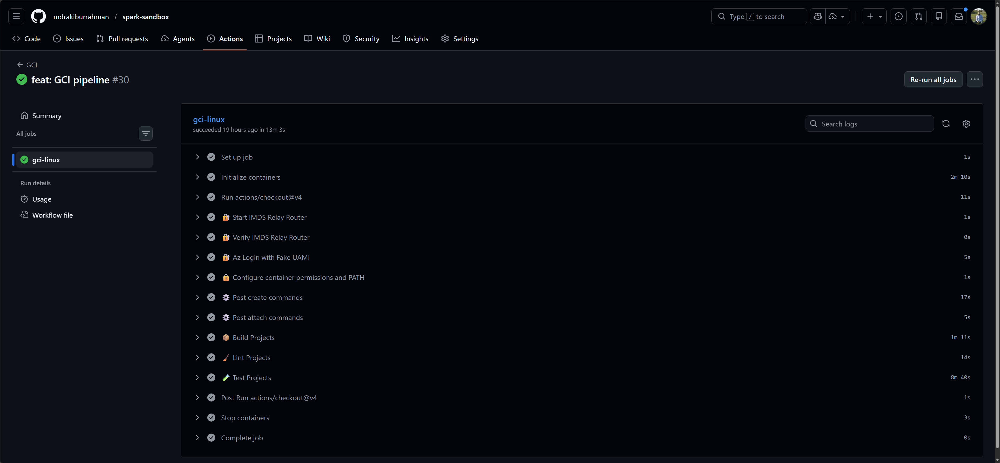 mdrakiburrahman / spark-sandbox
Type / to search
Code Issues Pull requests Agents Actions Projects Wiki Security Insights Settings
GCI
feat: GCI pipeline #30
Re-run all jobs
Summary
All jobs
gci-linux
Run details
Usage
Workflow file
gci-linux
succeeded 19 hours ago in 13m 3s
Search logs
Set up job 1s
Initialize containers 2m 10s
Run actions/checkout@v4 11s
Start IMDS Relay Router 1s
Verify IMDS Relay Router 0s
Az Login with Fake UAMI 5s
Configure container permissions and PATH 1s
Post create commands 17s
Post attach commands 5s
Build Projects 1m 11s
Lint Projects 14s
Test Projects 8m 40s
Post Run actions/checkout@v4 1s
Stop containers 3s
Complete job 0s